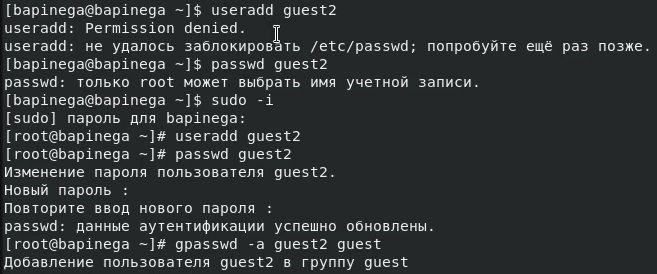 [bapinega@bapinega ~]$ useradd guest2
useradd: Permission denied.
useradd: не удалось заблокировать /etc/passwd; попробуйте ещё раз позже.
[bapinega@bapinega ~]$ passwd guest2
passwd: только root может выбрать имя учетной записи.
[bapinega@bapinega ~]$ sudo -i
[sudo] пароль для bapinega:
[root@bapinega ~]# useradd guest2
[root@bapinega ~]# passwd guest2
Изменение пароля пользователя guest2.
Новый пароль :
Повторите ввод нового пароля :
passwd: данные аутентификации успешно обновлены.
[root@bapinega ~]# gpasswd -a guest2 guest
Добавление пользователя guest2 в группу guest